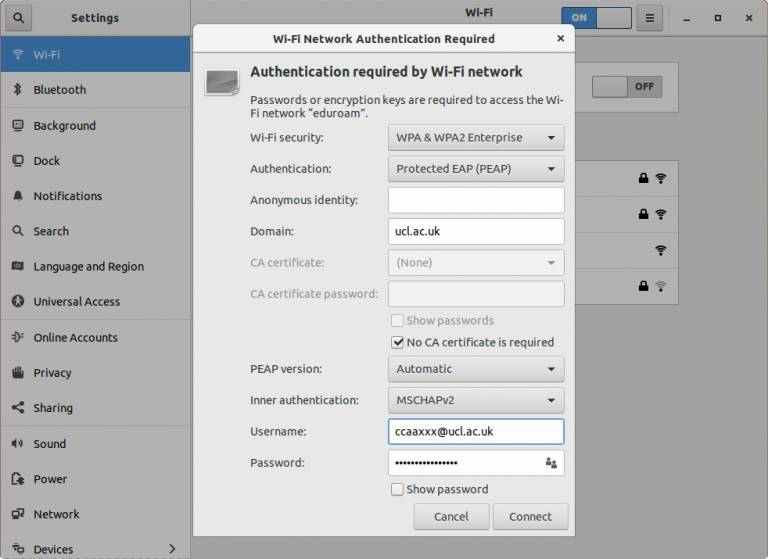 Settings
Wi-Fi
ON
Wi-Fi
Bluetooth
Background
Dock
Notifications
Search
Language and Region
Universal Access
Online Accounts
Privacy
Sharing
Sound
Power
Network
Devices
OFF
Wi-Fi Network Authentication Required
Authentication required by Wi-Fi network
Passwords or encryption keys are required to access the Wi-
Fi network “eduroam”.
Wi-Fi security: WPA & WPA2 Enterprise
Authentication: Protected EAP (PEAP)
Anonymous identity:
Domain: ucl.ac.uk
CA certificate: (None)
CA certificate password:
Show passwords
No CA certificate is required
PEAP version: Automatic
Inner authentication: MSCHAPv2
Username: ccaaxxx@ucl.ac.uk
Password: ••••••••••••••••
Show password
Cancel Connect